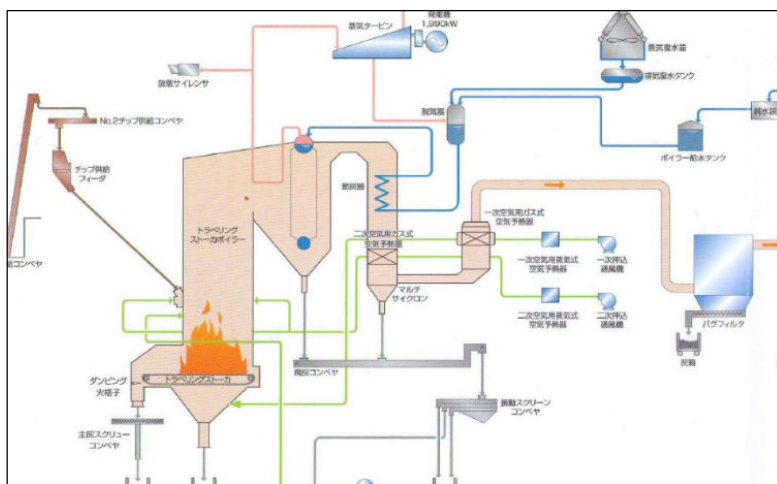 発電機
1,990kW
蒸気タービン
蒸気復水器
放蒸サイレンサ
排気復水タンク
脱気器
純水装
No.2チップ供給コンベヤ
ボイラー給水タンク
チップ供給
フィーダ
節炭器
トラベリング
ストーカボイラー
二次空気用ガス式
空気予熱器
一次空気用ガス式
空気予熱器
給コンベヤ
一次空気用蒸気式
空気予熱器
一次押込
通風機
マルチ
サイクロン
二次空気用蒸気式
空気予熱器
二次押込
通風機
バグフィルタ
灰箱
ダンピング
火格子
トラベリングストーカ
飛灰コンベヤ
振動スクリーン
コンベヤ
主灰スクリュー
コンベヤ